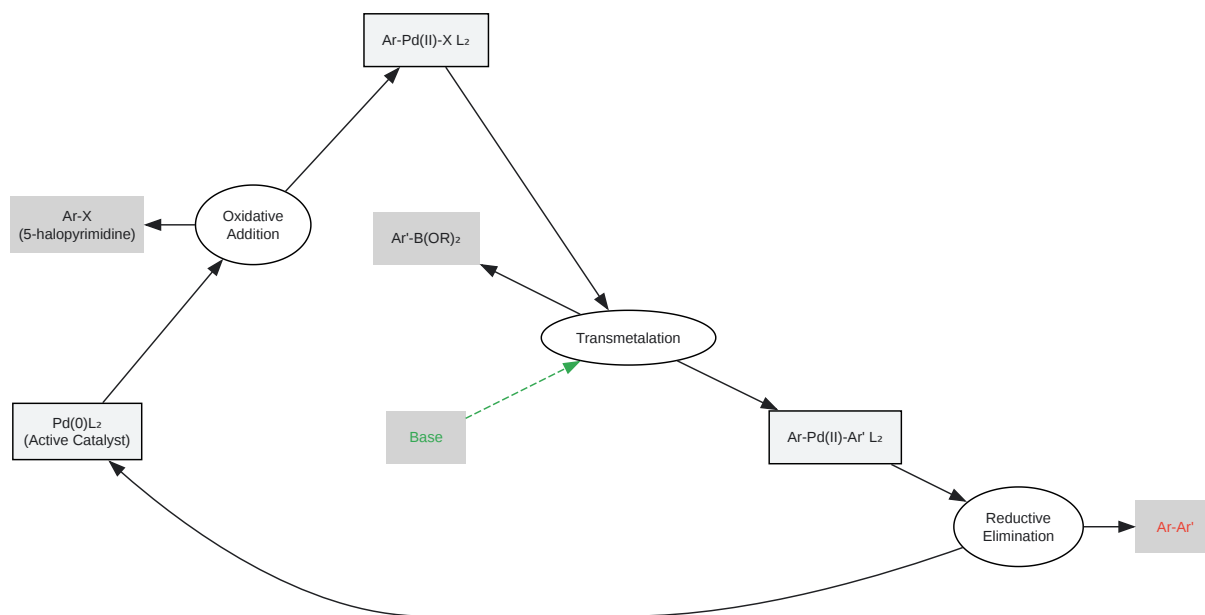 Ar-Pd(II)-X L₂
Ar-X
(5-halopyrimidine)
Oxidative
Addition
Ar'-B(OR)₂
Transmetalation
Pd(0)L₂
(Active Catalyst)
Base
Ar-Pd(II)-Ar' L₂
Reductive
Elimination
Ar-Ar'